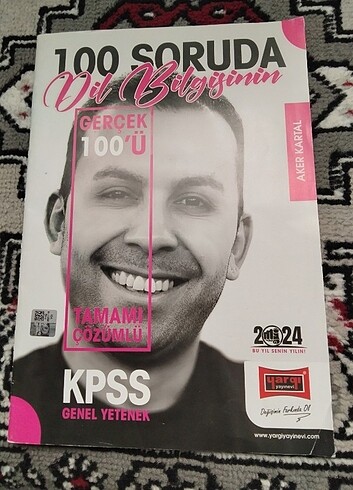 100 SORUDA
Dil Bilgisinin
GERÇEK
100'Ü
AKER KARTAL
TAMAMI
ÇÖZÜMLÜ
2024
BU YIL SENİN YILIN!
KPSS
GENEL YETENEK
yargı
yayınevi
Değişimin Farkında Ol
www.yargiyayinevi.com